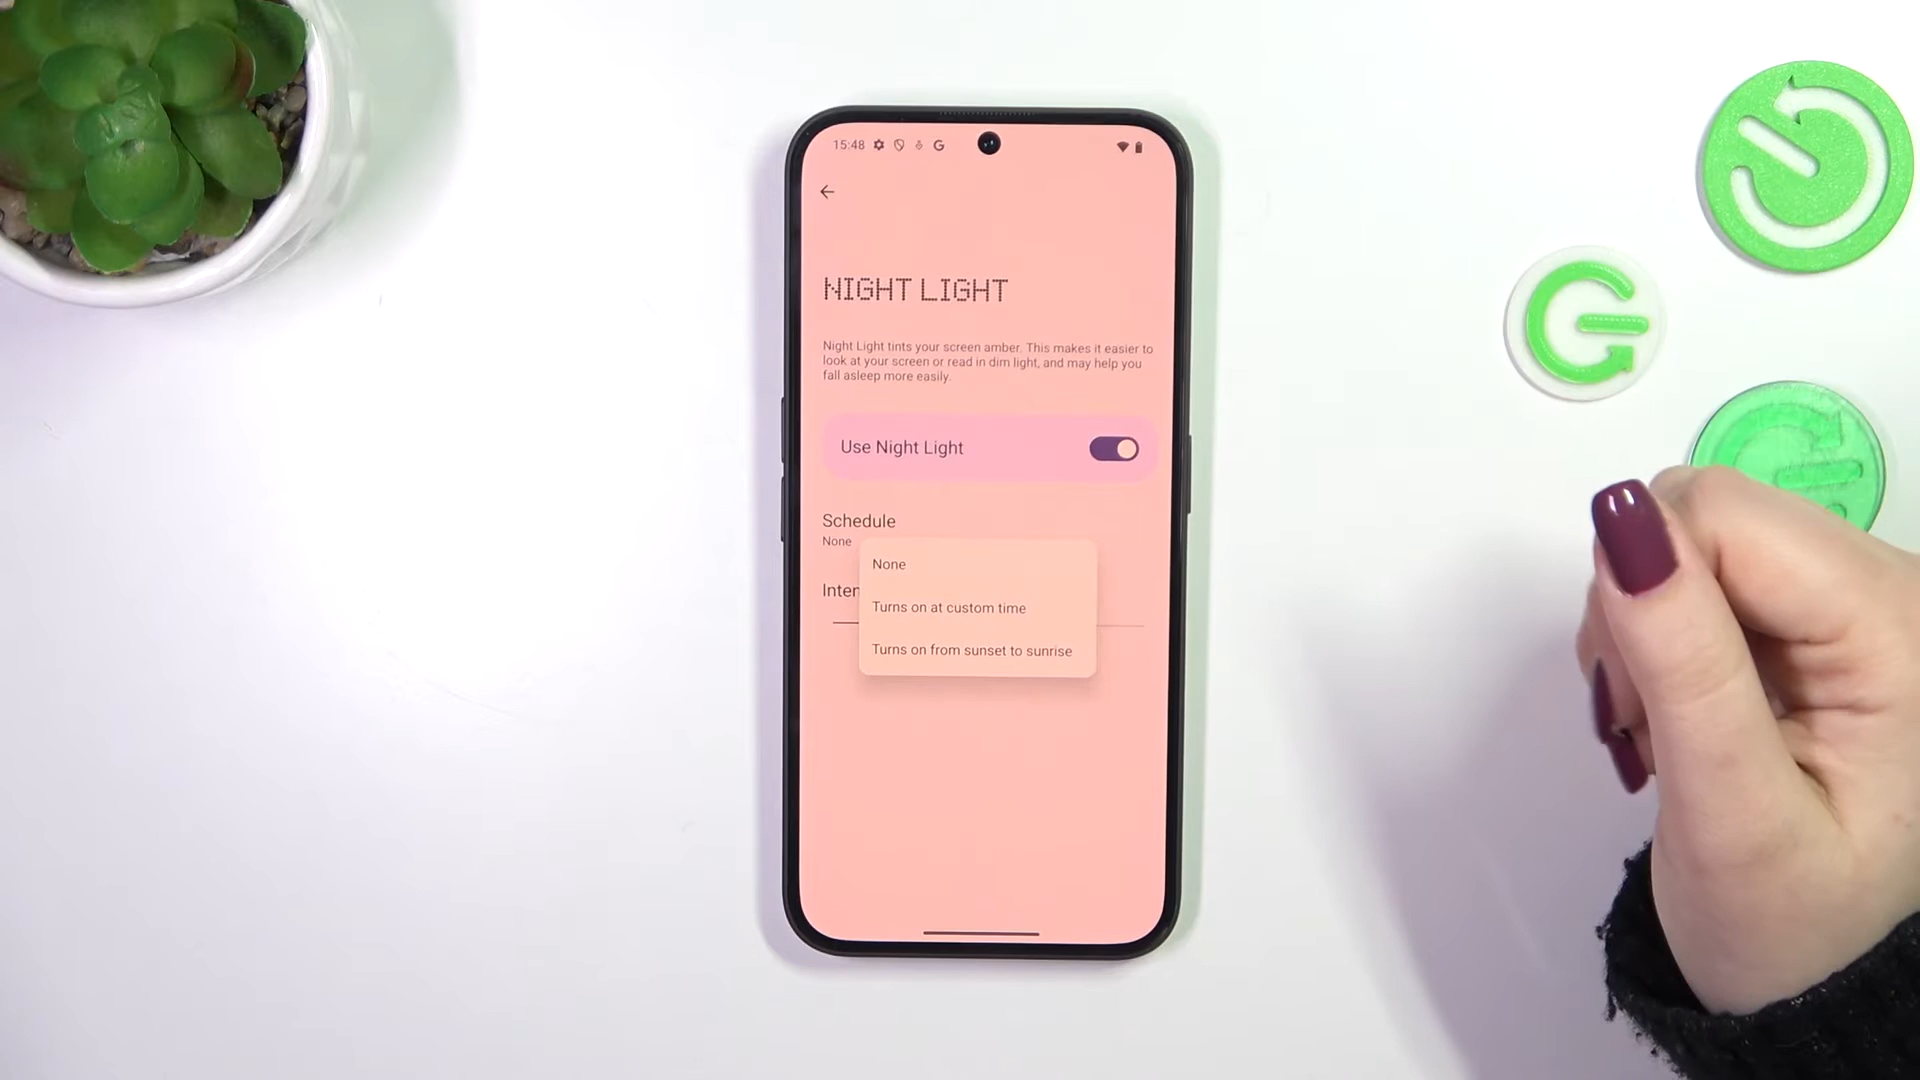 15:48
NIGHT LIGHT
Night Light tints your screen amber. This makes it easier to
look at your screen or read in dim light, and may help you
fall asleep more easily.
Use Night Light
Schedule
None
None
Inten
Turns on at custom time
Turns on from sunset to sunrise